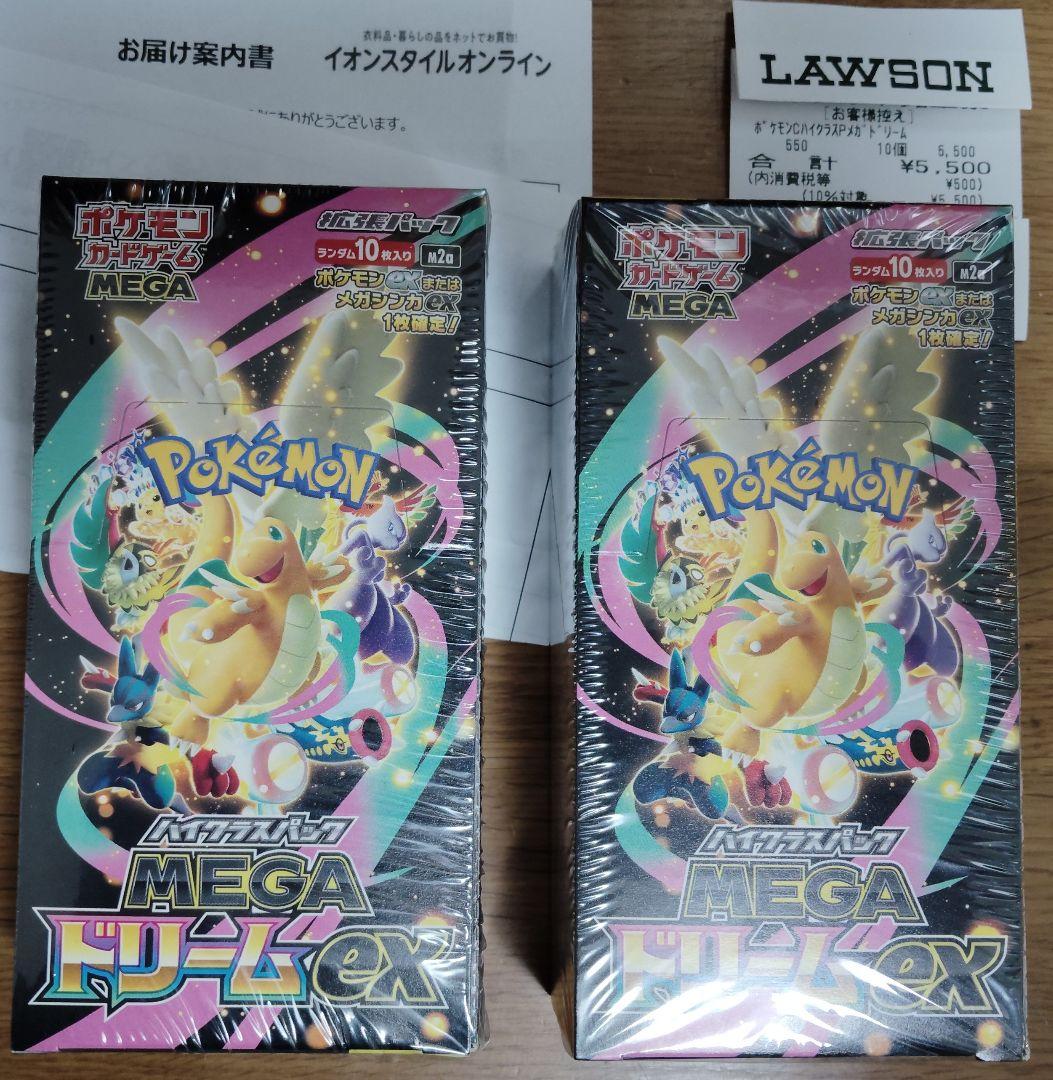 衣料品・暮らしの品をネットでお買物!
お届け案内書
イオンスタイルオンライン
にありがとうございます。
LAWSON
[お客様控え]
ポケモンCハイクラスPメガドリーム
550 10個 5,500
合 計 ¥5,500
(内消費税等 ¥500)
(10%対象 ¥5,500)
ポケモン
カードゲーム
MEGA
拡張パック
ランダム10枚入り
M2a
ポケモンexまたは
メガシンカex
1枚確定!
POKéMON
ハイクラスパック
MEGA
ドリームex
ポケモン
カードゲーム
MEGA
拡張パック
ランダム10枚入り
M2a
ポケモンexまたは
メガシンカex
1枚確定!
POKéMON
TM
ハイクラスパック
MEGA
ドリームex